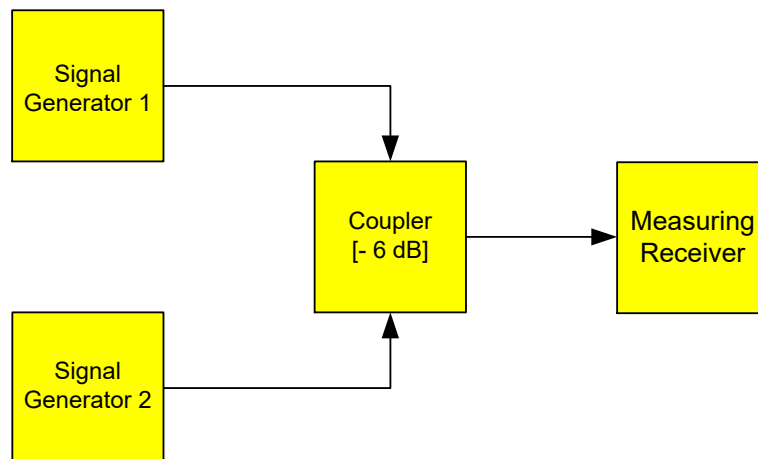 Signal
Generator 1
Coupler
[- 6 dB]
Measuring
Receiver
Signal
Generator 2